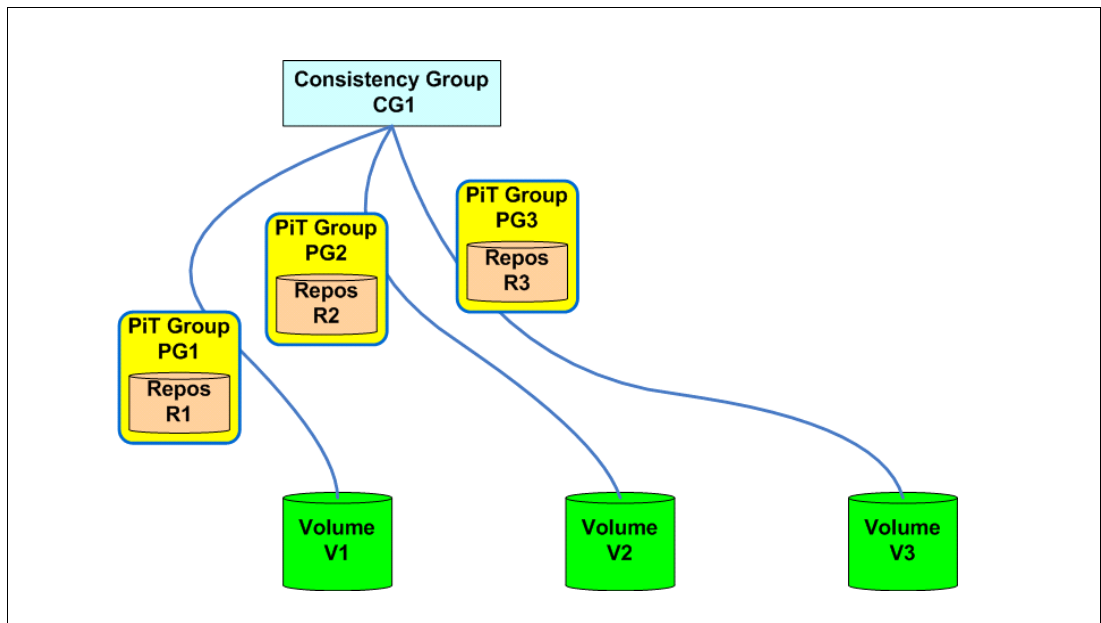 Consistency Group
CG1
PiT Group
PG3
Repos
R3
PiT Group
PG2
Repos
R2
PiT Group
PG1
Repos
R1
Volume
V1
Volume
V2
Volume
V3